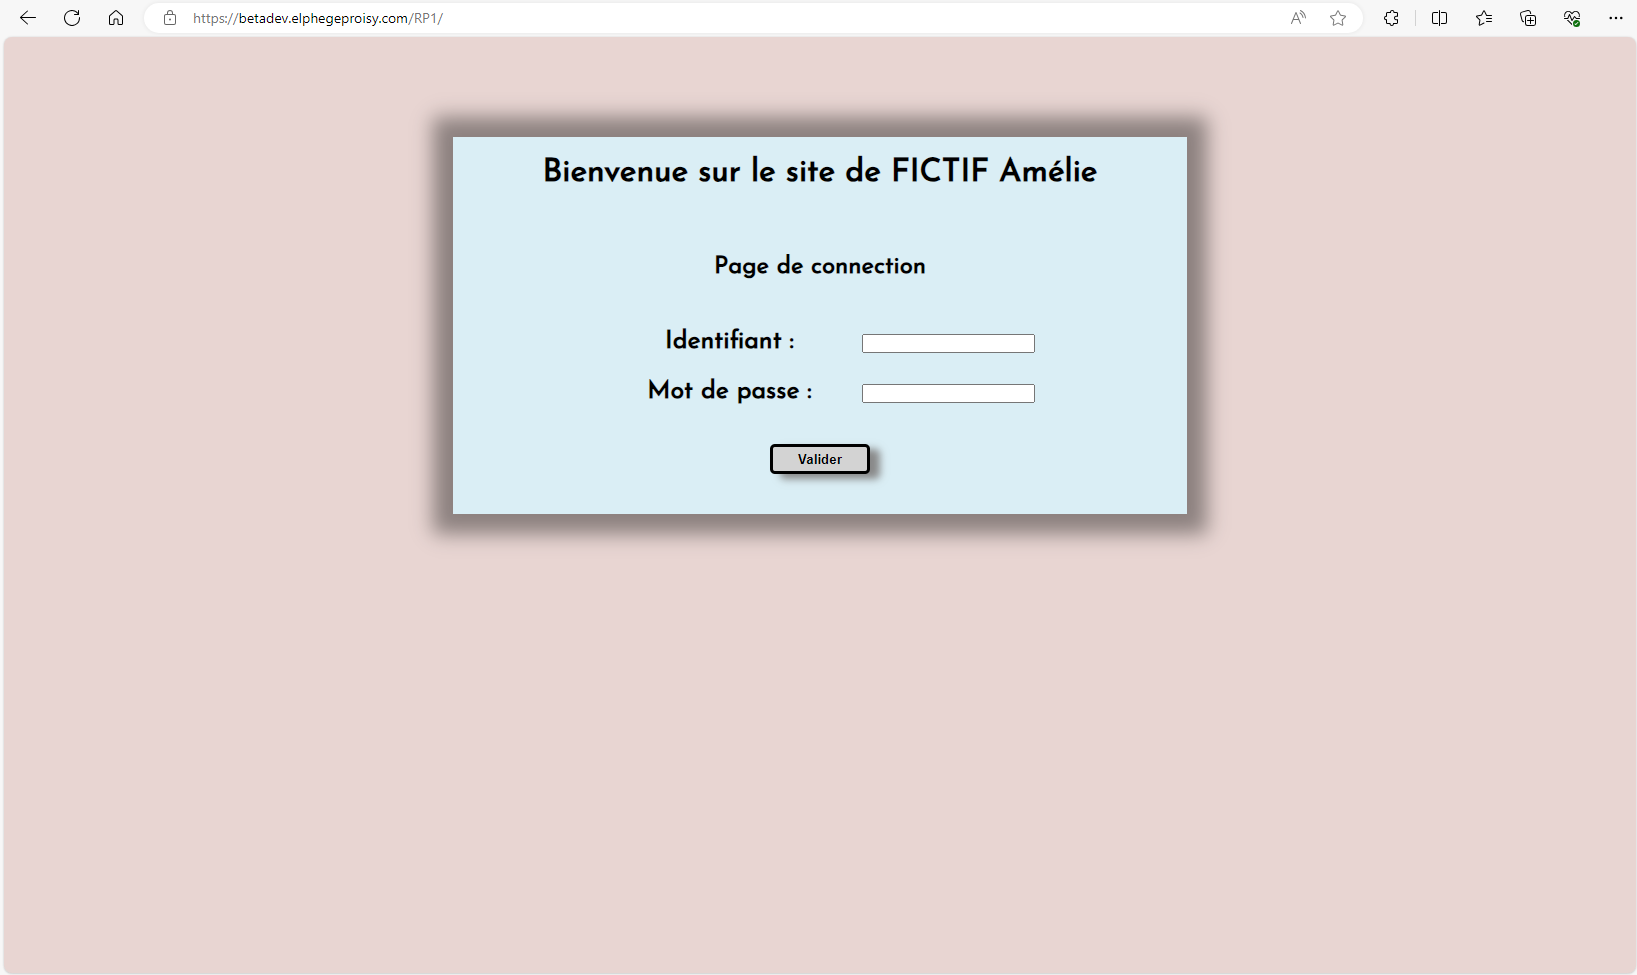 https://betadev.elphegeproisy.com/RP1/
Bienvenue sur le site de FICTIF Amélie
Page de connection
Identifiant :
Mot de passe :
Valider